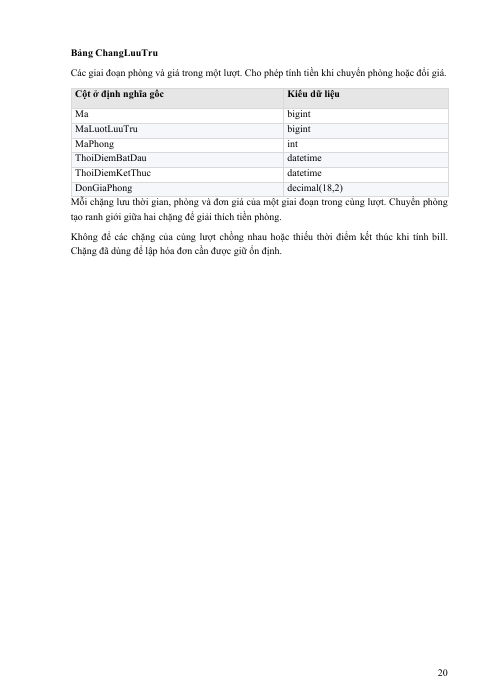 Bảng ChangLuuTru
Các giai đoạn phòng và giá trong một lượt. Cho phép tính tiền khi chuyển phòng hoặc đổi giá.
Cột ở định nghĩa gốc Kiểu dữ liệu
Ma bigint
MaLuotLuuTru bigint
MaPhong int
ThoiDiemBatDau datetime
ThoiDiemKetThuc datetime
DonGiaPhong decimal(18,2)
Mỗi chặng lưu thời gian, phòng và đơn giá của một giai đoạn trong cùng lượt. Chuyển phòng
tạo ranh giới giữa hai chặng để giải thích tiền phòng.
Không để các chặng của cùng lượt chồng nhau hoặc thiếu thời điểm kết thúc khi tính bill.
Chặng đã dùng để lập hóa đơn cần được giữ ổn định.
20